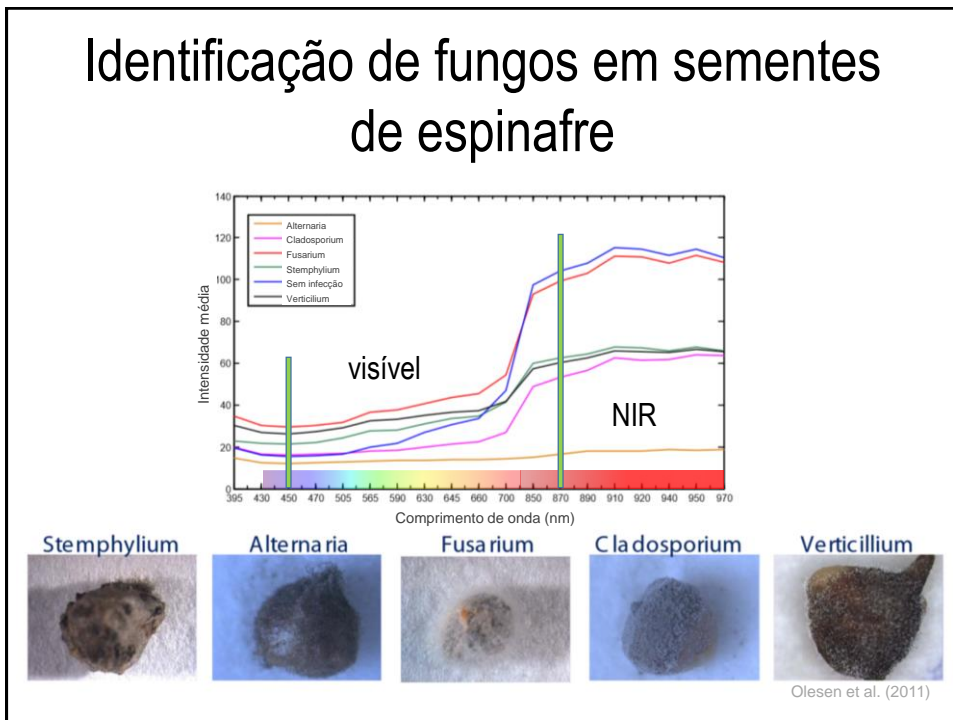 Identificação de fungos em sementes
de espinafre
140
120
100
80
60
40
20
0
Intensidade média
Alternaria
Cladosporium
Fusarium
Stemphylium
Sem infecção
Verticilium
visível
NIR
395 430 450 470 505 565 590 630 645 660 700 850 870 890 910 920 940 950 970
Comprimento de onda (nm)
Stemphylium Alternaria Fusarium Cladosporium Verticillium
Olesen et al. (2011)